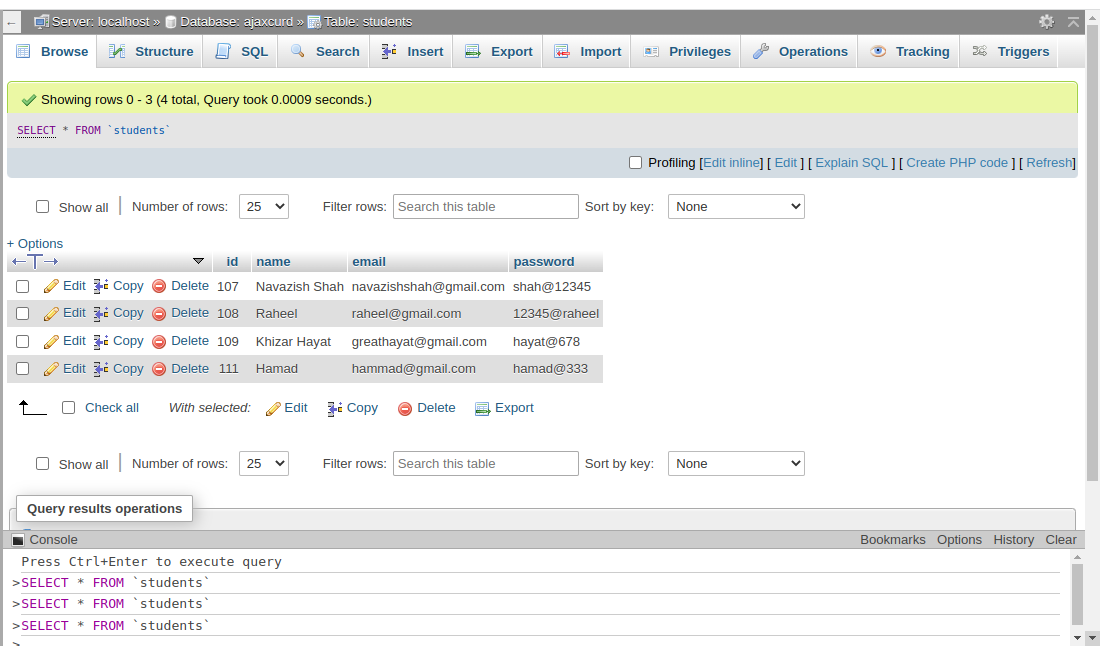 Server: localhost » Database: ajaxcurd » Table: students
Browse Structure SQL Search Insert Export Import Privileges Operations Tracking Triggers
Showing rows 0 - 3 (4 total, Query took 0.0009 seconds.)
SELECT * FROM `students`
Profiling [Edit inline] [ Edit ] [ Explain SQL ] [ Create PHP code ] [ Refresh]
Show all Number of rows: 25 Filter rows: Search this table Sort by key: None
+ Options
←T→ id name email password
Edit Copy Delete 107 Navazish Shah navazishshah@gmail.com shah@12345
Edit Copy Delete 108 Raheel raheel@gmail.com 12345@raheel
Edit Copy Delete 109 Khizar Hayat greathayat@gmail.com hayat@678
Edit Copy Delete 111 Hamad hammad@gmail.com hamad@333
Check all With selected: Edit Copy Delete Export
Show all Number of rows: 25 Filter rows: Search this table Sort by key: None
Query results operations
Console Bookmarks Options History Clear
Press Ctrl+Enter to execute query
>SELECT * FROM `students`
>SELECT * FROM `students`
>SELECT * FROM `students`
>